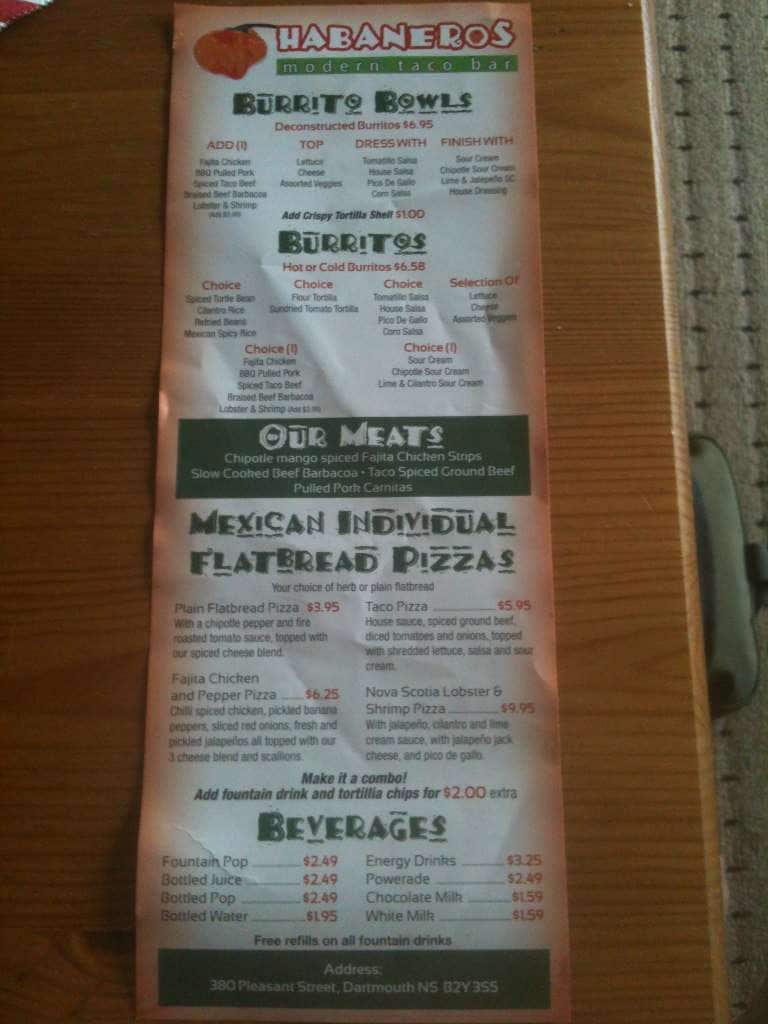 HABANEROS
modern taco bar
BURRITO BOWLS
Deconstructed Burritos $6.95
ADD (1) TOP DRESS WITH FINISH WITH
Fajita Chicken Lettuce Tomatillo Salsa Sour Cream
BBQ Pulled Pork Cheese House Salsa Chipotle Sour Cream
Spiced Taco Beef Assorted Veggies Pico De Gallo Lime & Jalapeño SC
Braised Beef Barbacoa Corn Salsa House Dressing
Lobster & Shrimp
Add Crispy Tortilla Shell $1.00
BURRITOS
Hot or Cold Burritos $6.58
Choice Choice Choice Selection Of
Spiced Turtle Bean Flour Tortilla Tomatillo Salsa Lettuce
Cilantro Rice Sundried Tomato Tortilla House Salsa Cheese
Refried Beans Pico De Gallo Assorted Veggies
Mexican Spicy Rice Corn Salsa
Choice (1) Choice (1)
Fajita Chicken Sour Cream
BBQ Pulled Pork Chipotle Sour Cream
Spiced Taco Beef Lime & Cilantro Sour Cream
Braised Beef Barbacoa
Lobster & Shrimp
OUR MEATS
Chipotle mango spiced Fajita Chicken Strips
Slow Cooked Beef Barbacoa • Taco Spiced Ground Beef
Pulled Pork Carnitas
MEXICAN INDIVIDUAL
FLATBREAD PIZZAS
Your choice of herb or plain flatbread
Plain Flatbread Pizza $3.95
With a chipotle pepper and fire
roasted tomato sauce, topped with
our spiced cheese blend.
Taco Pizza $5.95
House sauce, spiced ground beef,
diced tomatoes and onions, topped
with shredded lettuce, salsa and sour
cream.
Fajita Chicken
and Pepper Pizza $6.25
Chilli spiced chicken, pickled banana
peppers, sliced red onions, fresh and
pickled jalapeños all topped with our
3 cheese blend and scallions.
Nova Scotia Lobster &
Shrimp Pizza $9.95
With jalapeño, cilantro and lime
cream sauce, with jalapeño jack
cheese, and pico de gallo.
Make it a combo!
Add fountain drink and tortillia chips for $2.00 extra
BEVERAGES
Fountain Pop $2.49 Energy Drinks $3.25
Bottled Juice $2.49 Powerade $2.49
Bottled Pop $2.49 Chocolate Milk $1.59
Bottled Water $1.95 White Milk $1.59
Free refills on all fountain drinks
Address:
380 Pleasant Street, Dartmouth NS B2Y 3S5